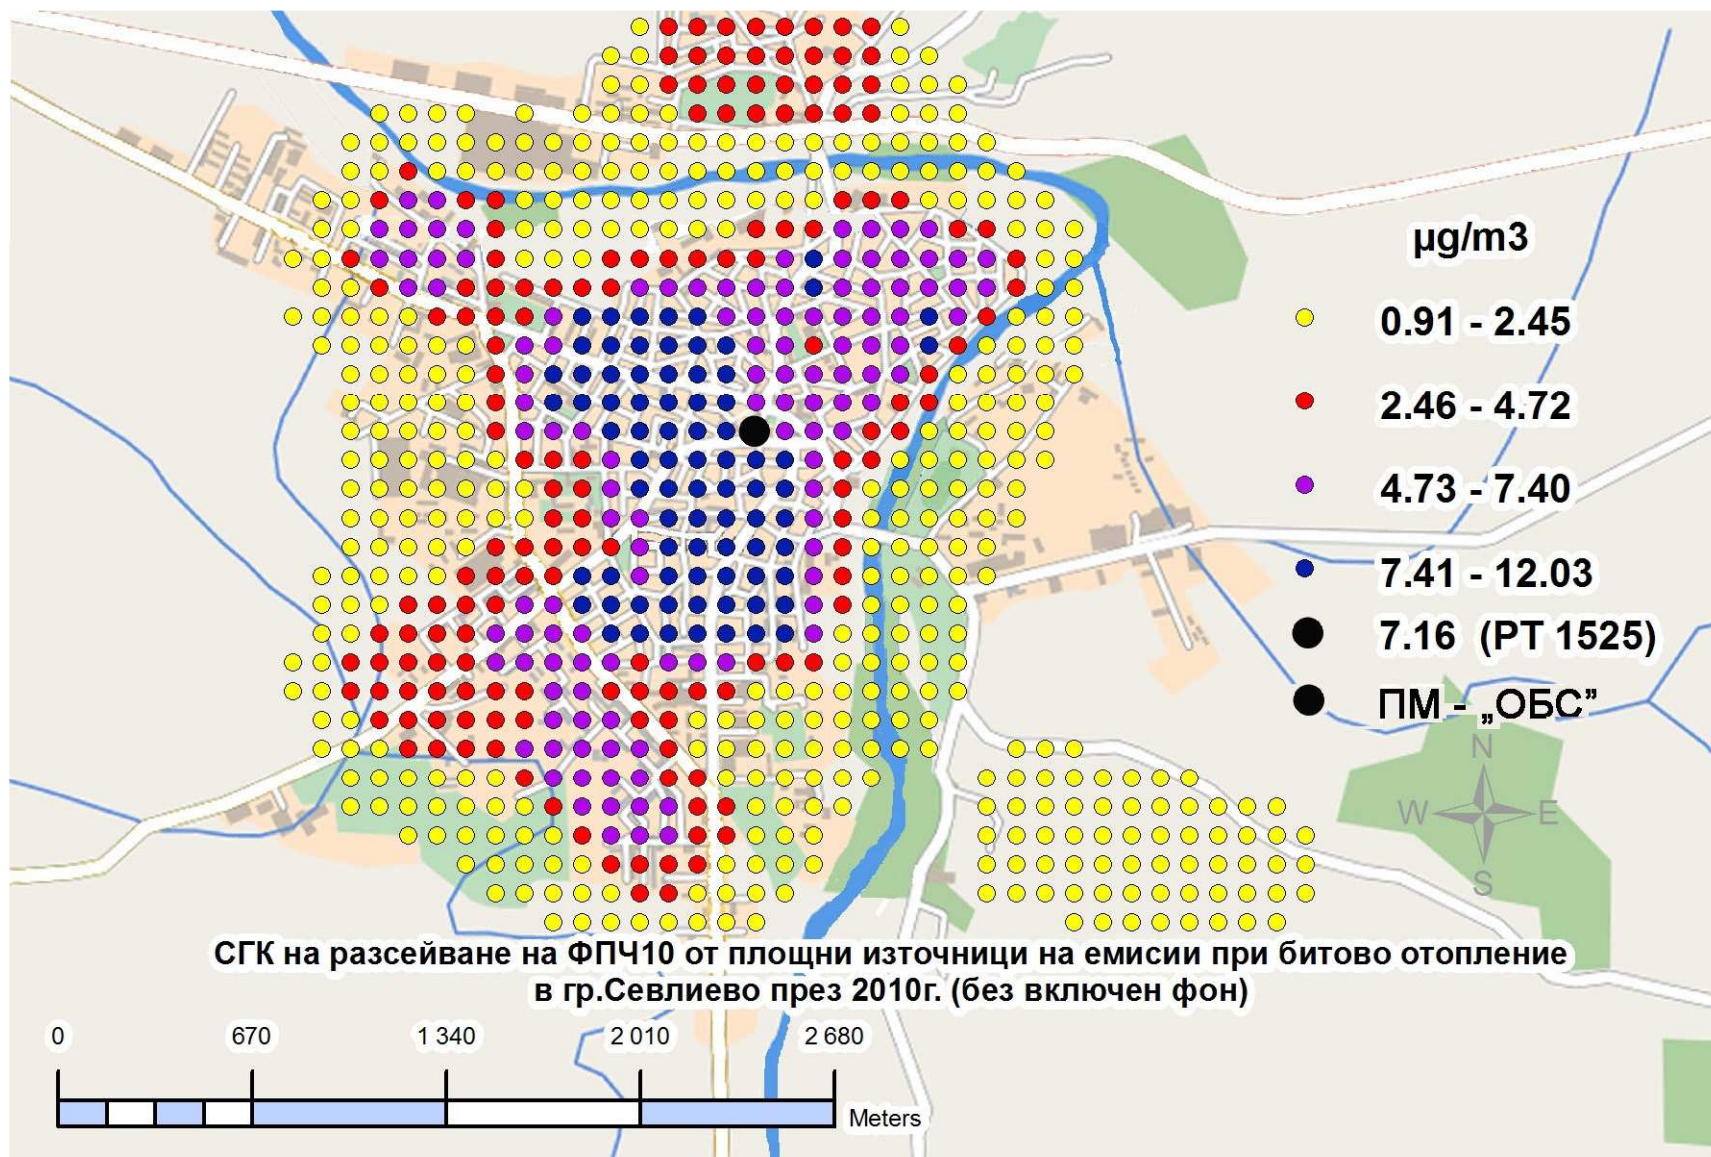 µg/m3
0.91 - 2.45
2.46 - 4.72
4.73 - 7.40
7.41 - 12.03
7.16 (РТ 1525)
ПМ - „ОБС”
N
W E
S
СГК на разсейване на ФПЧ10 от площни източници на емисии при битово отопление
в гр.Севлиево през 2010г. (без включен фон)
0 670 1 340 2 010 2 680
Meters